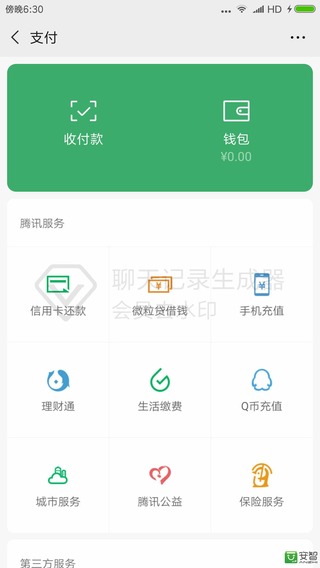 傍晚6:30
HD
支付
收付款
钱包
¥0.00
腾讯服务
聊天记录生成器
会员去水印
信用卡还款
微粒贷借钱
手机充值
理财通
生活缴费
Q币充值
城市服务
腾讯公益
保险服务
第三方服务
安智